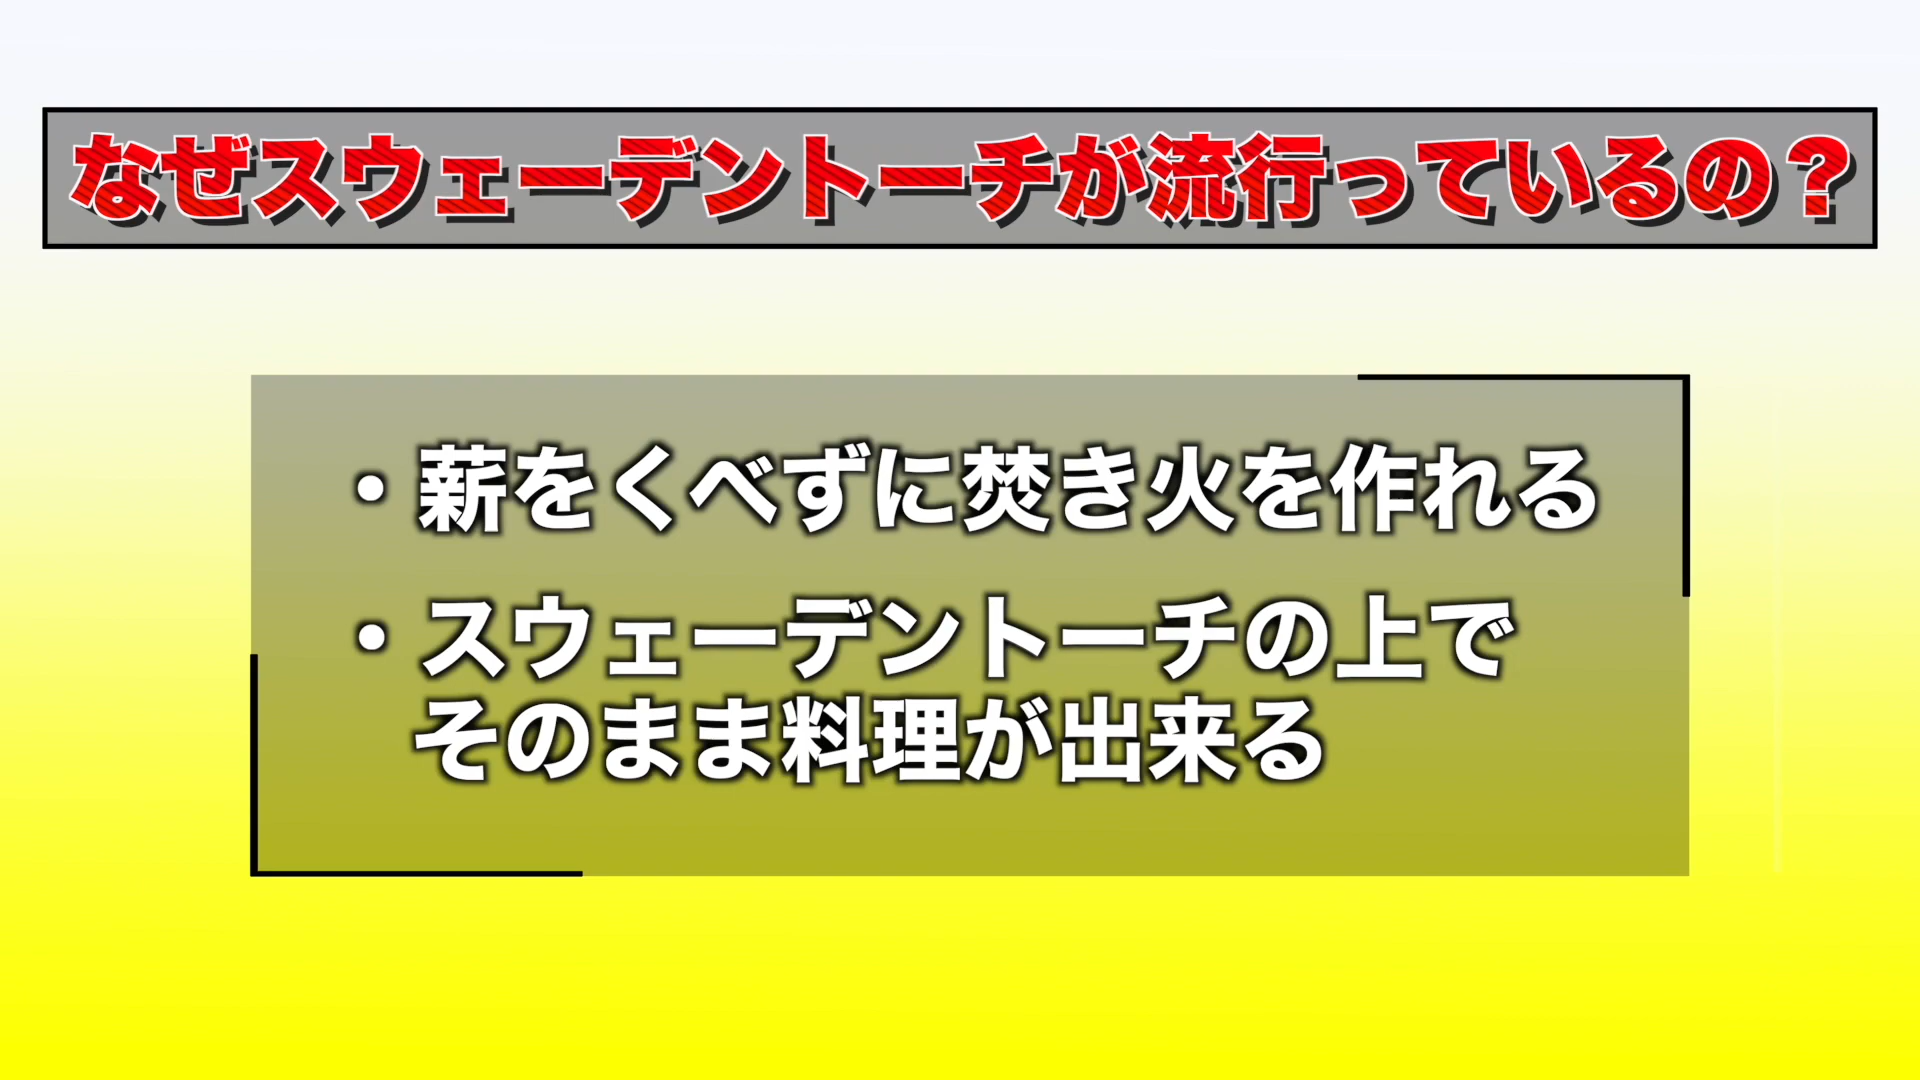 なぜスウェーデントーチが流行っているの？
・薪をくべずに焚き火を作れる
・スウェーデントーチの上で
そのまま料理が出来る